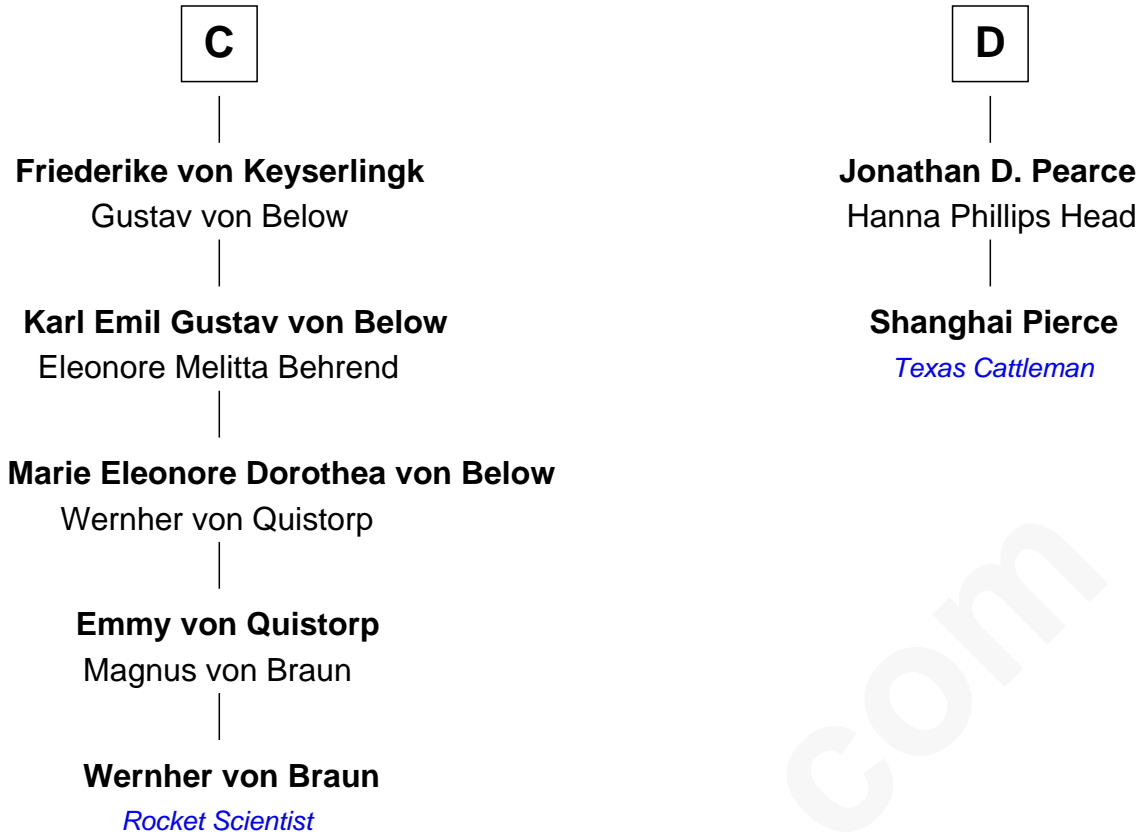 C
Friederike von Keyserlingk
Gustav von Below
Karl Emil Gustav von Below
Eleonore Melitta Behrend
Marie Eleonore Dorothea von Below
Wernher von Quistorp
Emmy von Quistorp
Magnus von Braun
Wernher von Braun
Rocket Scientist
D
Jonathan D. Pearce
Hanna Phillips Head
Shanghai Pierce
Texas Cattleman
com